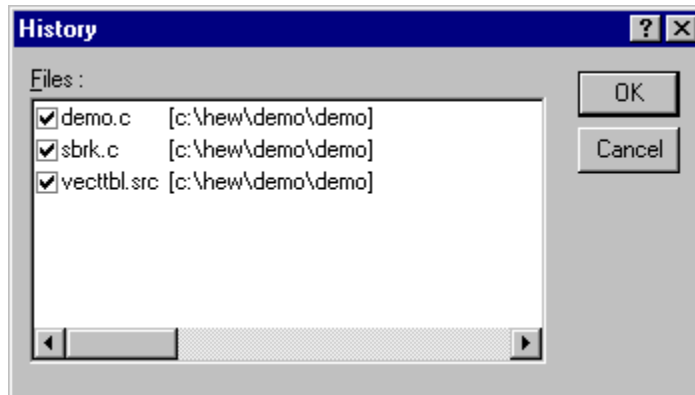 History
Files :
OK
demo.c [c:\hew\demo\demo]
sbrk.c [c:\hew\demo\demo]
Cancel
vecttbl.src [c:\hew\demo\demo]